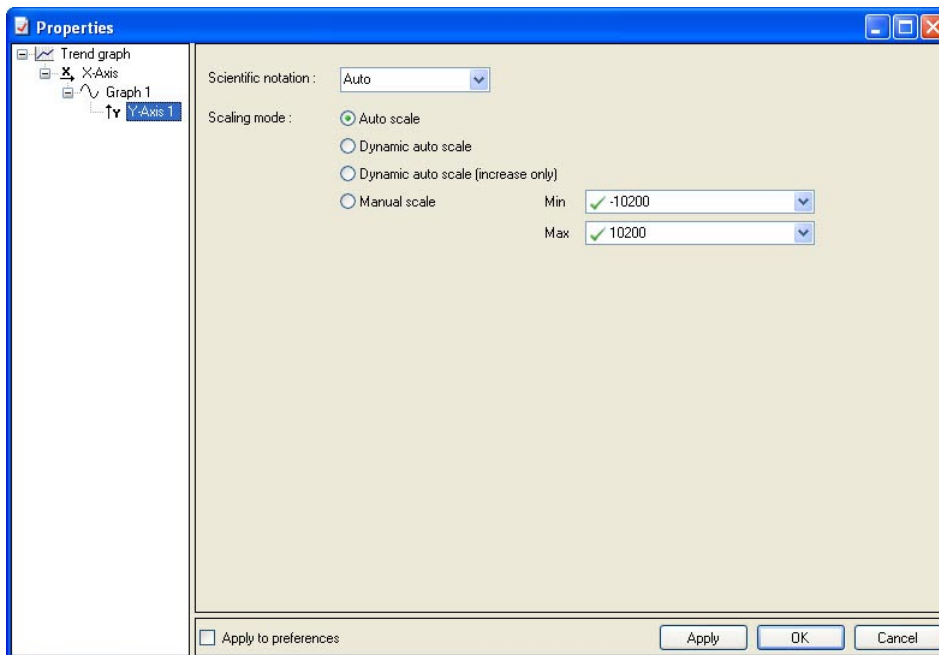 Properties
Trend graph
X X-Axis
Graph 1
Y Y-Axis 1
Scientific notation : Auto
Scaling mode : Auto scale
Dynamic auto scale
Dynamic auto scale (increase only)
Manual scale Min -10200
Max 10200
Apply to preferences Apply OK Cancel